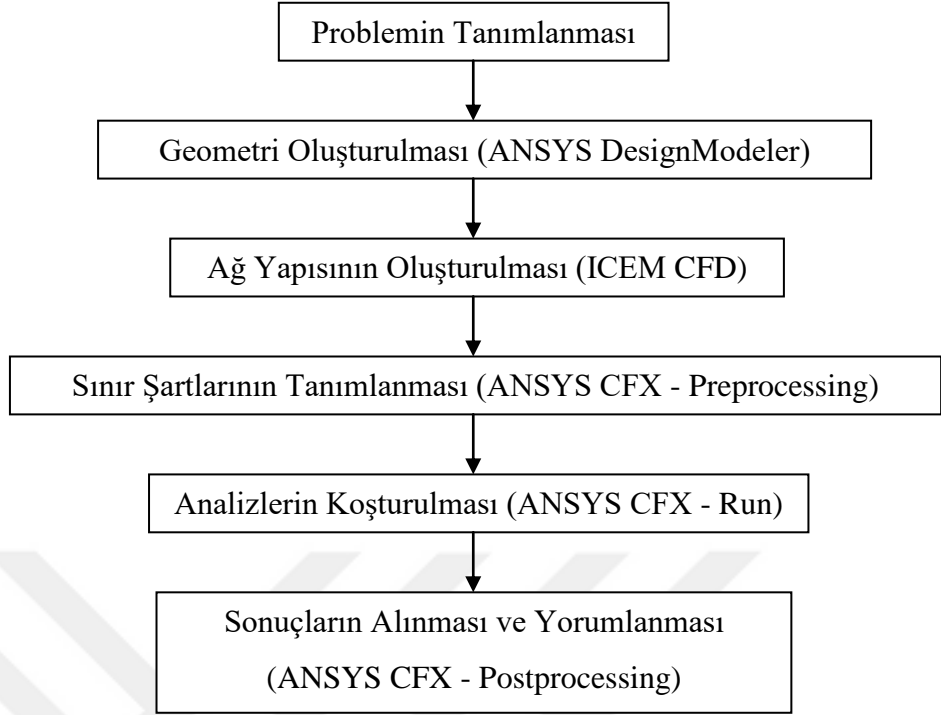 Problemin Tanımlanması
Geometri Oluşturulması (ANSYS DesignModeler)
Ağ Yapısının Oluşturulması (ICEM CFD)
Sınır Şartlarının Tanımlanması (ANSYS CFX - Preprocessing)
Analizlerin Koşturulması (ANSYS CFX - Run)
Sonuçların Alınması ve Yorumlanması
(ANSYS CFX - Postprocessing)